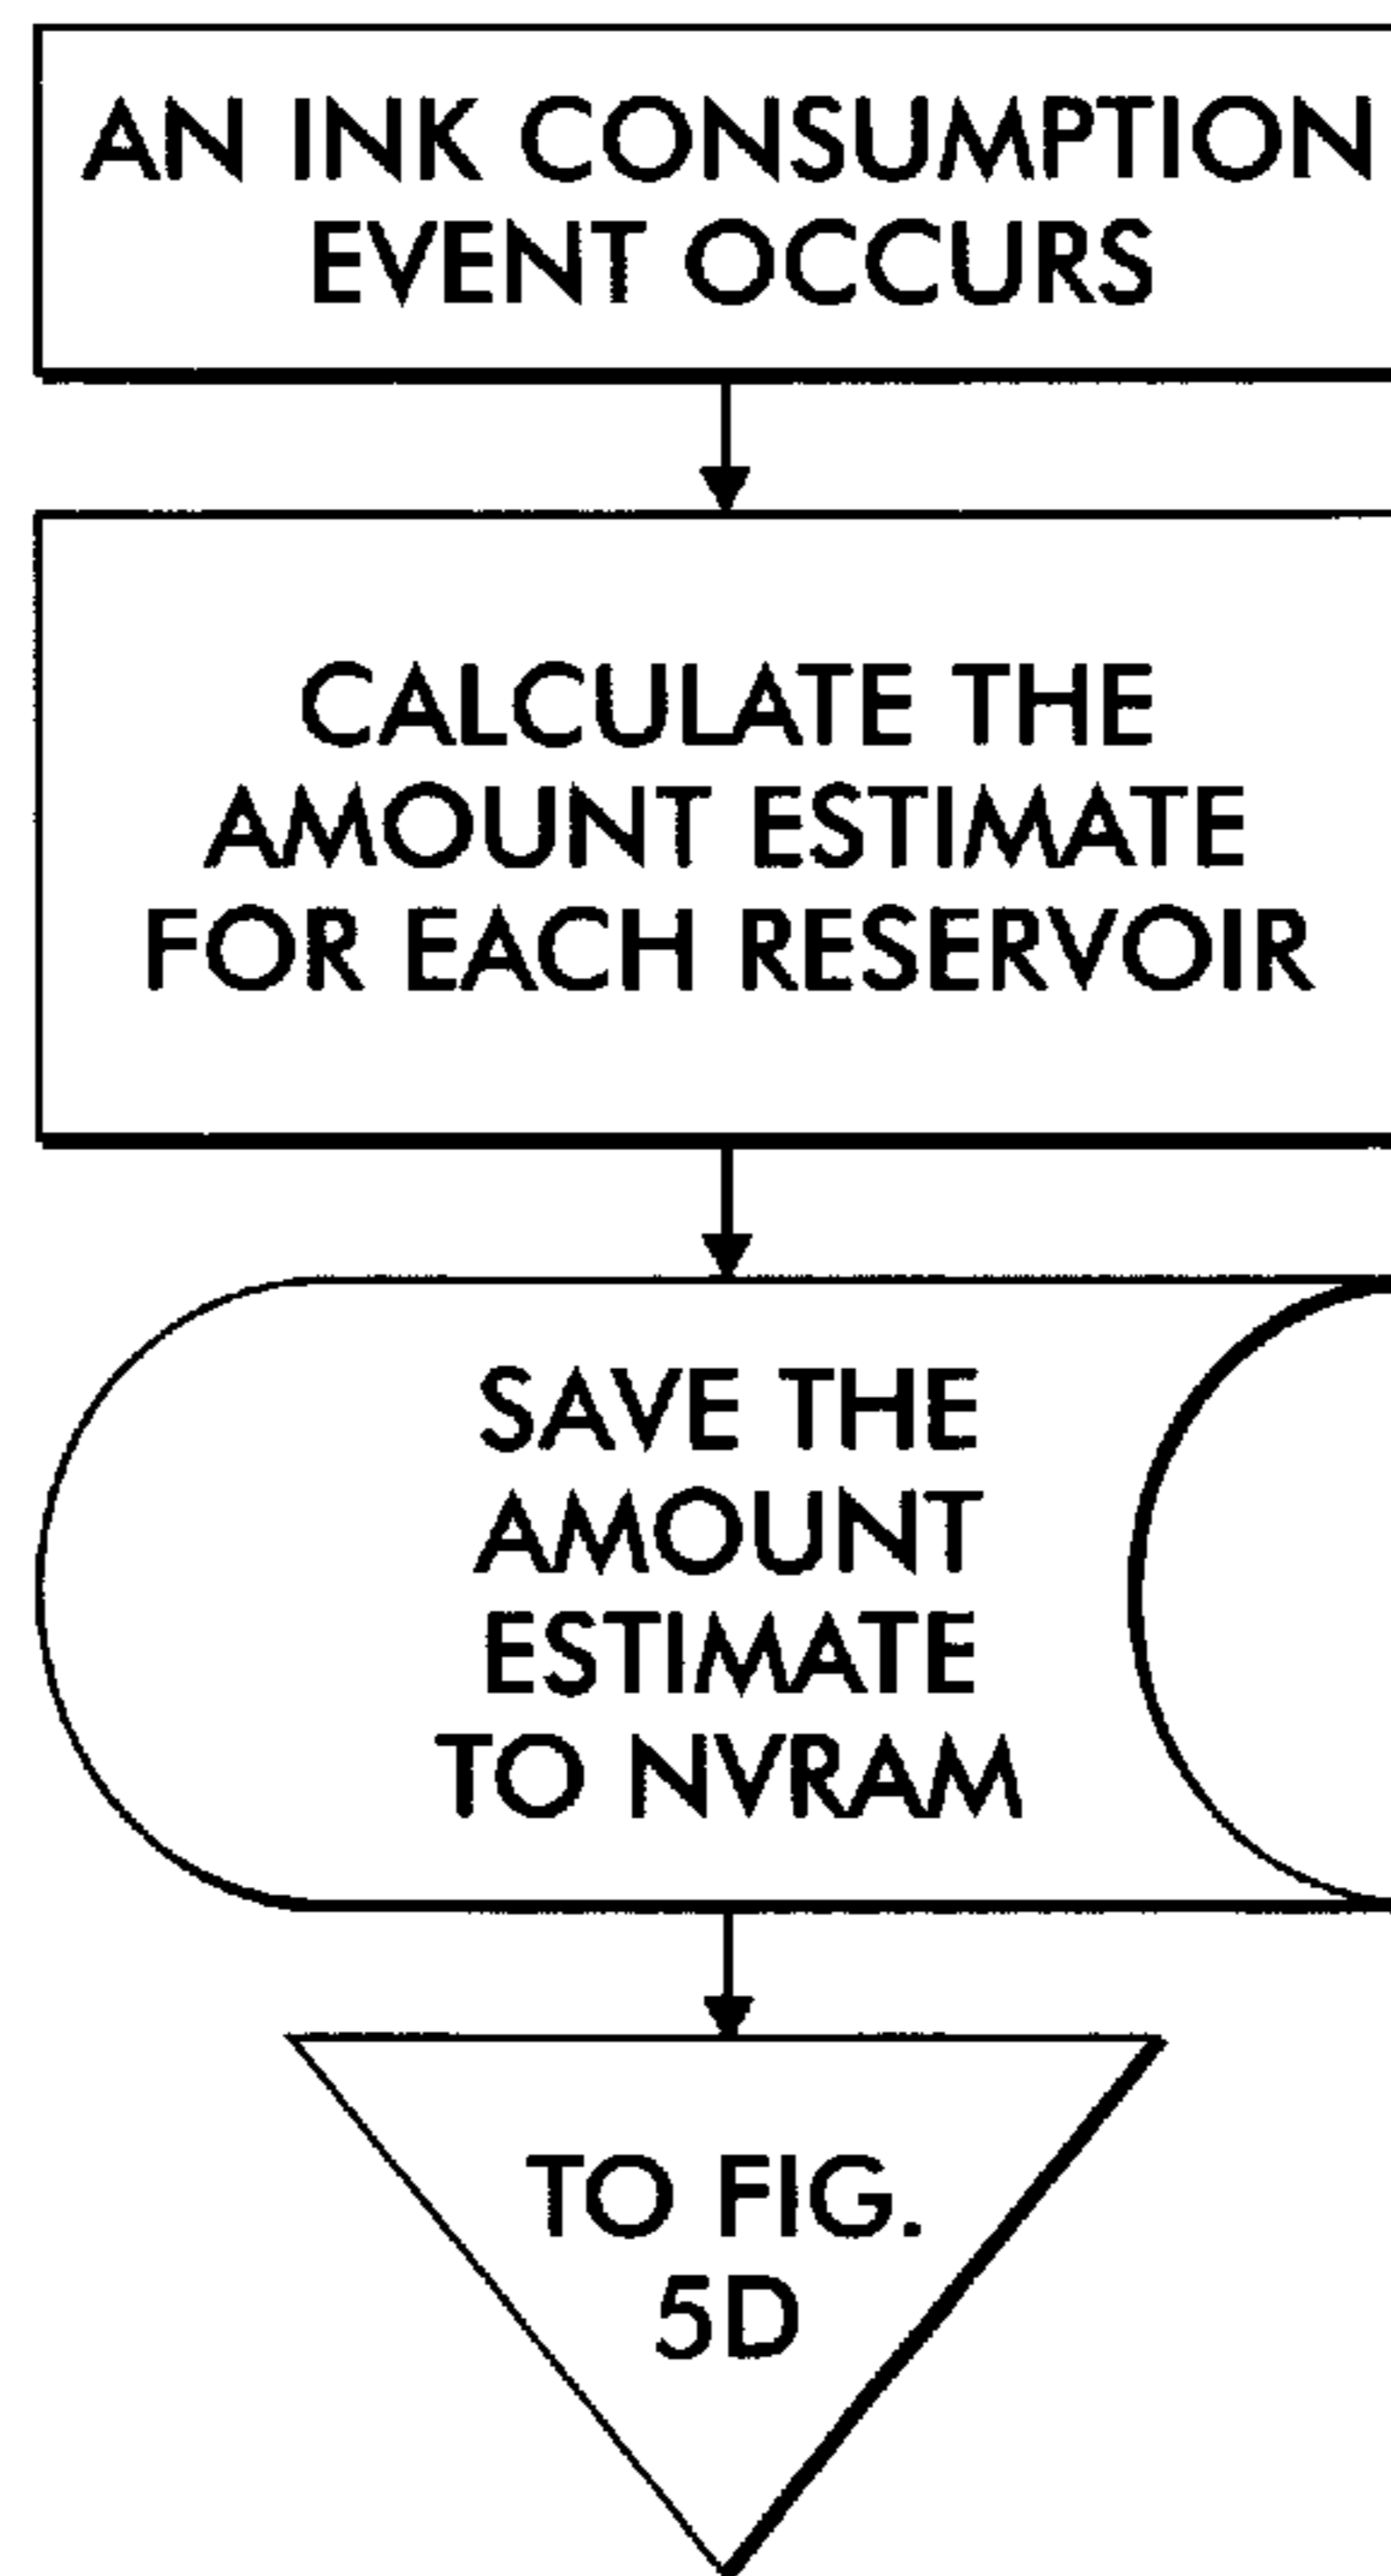 AN INK CONSUMPTION
EVENT OCCURS
CALCULATE THE
AMOUNT ESTIMATE
FOR EACH RESERVOIR
SAVE THE
AMOUNT
ESTIMATE
TO NVRAM
TO FIG.
5D